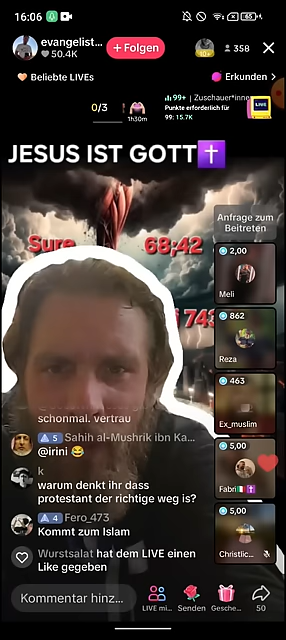 16:06
65
evangelist...
50.4K
+ Folgen
10+
358
Beliebte LIVEs
Erkunden >
0/3
1h30m
99+ | Zuschauer*innen
Punkte erforderlich für
99: 15.7K
LIVE
JESUS IST GOTT
Sure 68:42
Anfrage zum
Beitreten
2,00
Meli
862
Reza
463
Ex_muslim
5,00
Fabri
5,00
Christlic...
schonmal. vertrau
5 Sahih al-Mushrik ibn Ka...
@irini
k
warum denkt ihr dass
protestant der richtige weg is?
4 Fero_473
Kommt zum Islam
Wurstsalat hat dem LIVE einen
Like gegeben
Kommentar hinz...
LIVE mi...
Senden
Gesche...
50